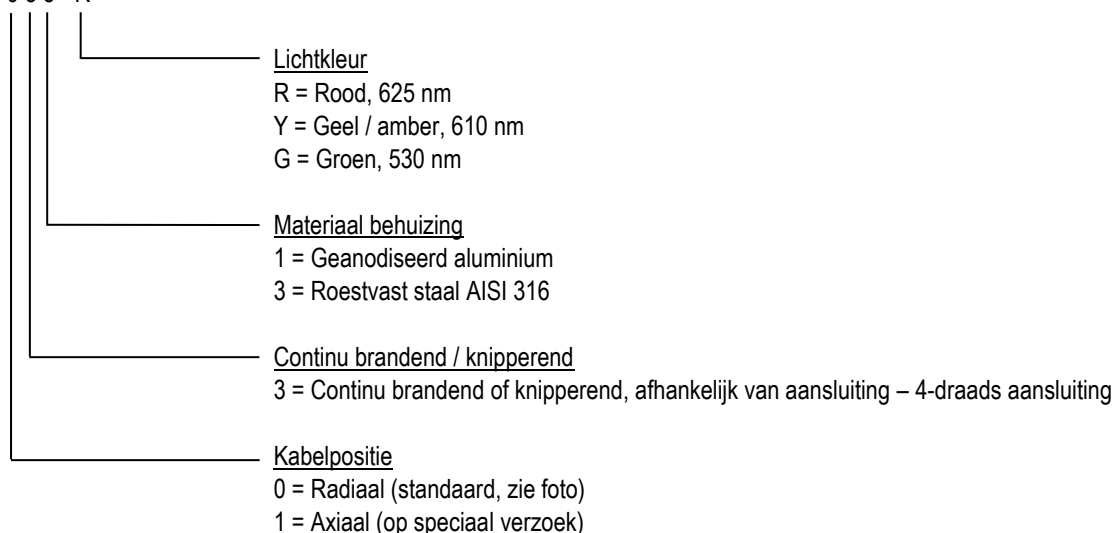 Lichtkleur
R = Rood, 625 nm
Y = Geel / amber, 610 nm
G = Groen, 530 nm
Materiaal behuizing
1 = Geanodiseerd aluminium
3 = Roestvast staal AISI 316
Continu brandend / knipperend
3 = Continu brandend of knipperend, afhankelijk van aansluiting – 4-draads aansluiting
Kabelpositie
0 = Radiaal (standaard, zie foto)
1 = Axiaal (op speciaal verzoek)